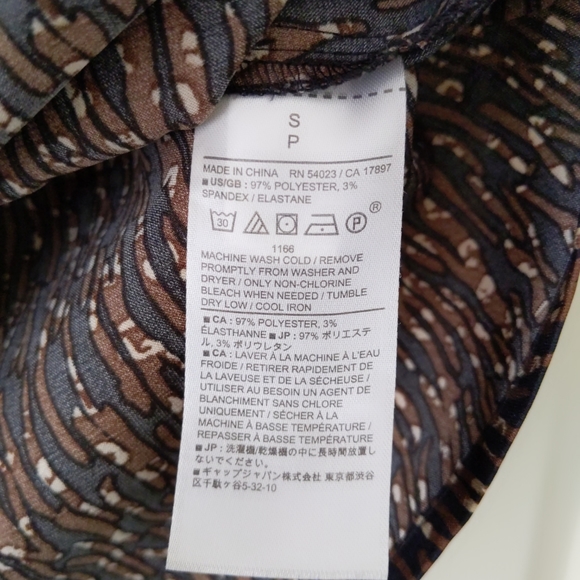 S
P
MADE IN CHINA RN 54023 / CA 17897
■ US/GB : 97% POLYESTER, 3%
SPANDEX / ELASTANE
30 P ®
1166
MACHINE WASH COLD / REMOVE
PROMPTLY FROM WASHER AND
DRYER / ONLY NON-CHLORINE
BLEACH WHEN NEEDED / TUMBLE
DRY LOW / COOL IRON
■ CA : 97% POLYESTER, 3%
ÉLASTHANNE ■ JP : 97% ポリエステ
ル, 3% ポリウレタン
■ CA : LAVER À LA MACHINE À L'EAU
FROIDE / RETIRER RAPIDEMENT DE
LA LAVEUSE ET DE LA SÉCHEUSE /
UTILISER AU BESOIN UN AGENT DE
BLANCHIMENT SANS CHLORE
UNIQUEMENT / SÉCHER À LA
MACHINE BASSE TEMPÉRATURE /
REPASSER À BASSE TEMPÉRATURE
■ JP : 洗濯機/乾燥機の中に長時間放置し
ないでください。
■ ギャップジャパン株式会社 東京都渋谷
区千駄ヶ谷5-32-10